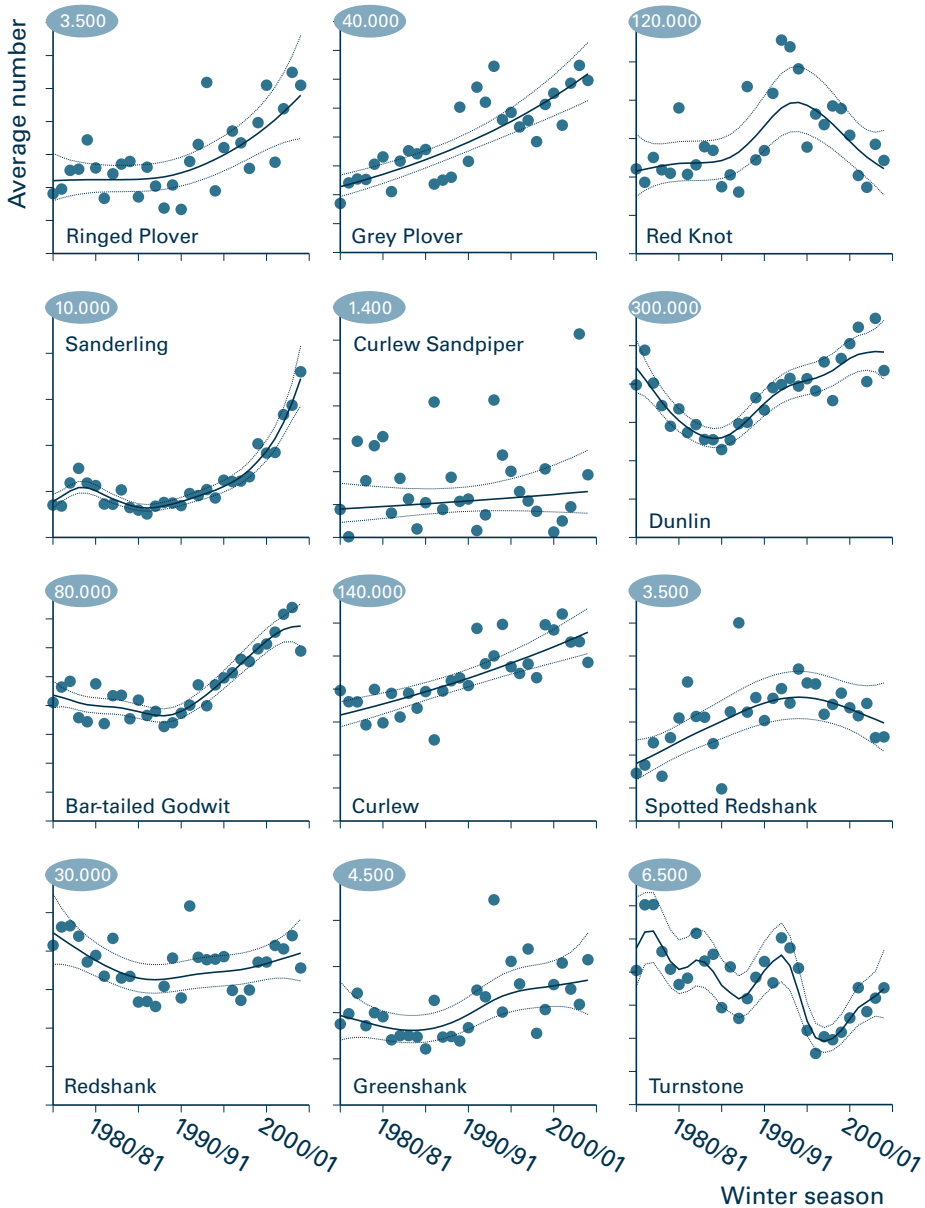 Average number
3.500
40.000
120.000
Ringed Plover
Grey Plover
Red Knot
10.000
1.400
300.000
Sanderling
Curlew Sandpiper
Dunlin
80.000
140.000
3.500
Bar-tailed Godwit
Curlew
Spotted Redshank
30.000
4.500
6.500
Redshank
Greenshank
Turnstone
1980/81
1990/91
2000/01
1980/81
1990/91
2000/01
1980/81
1990/91
2000/01
Winter season